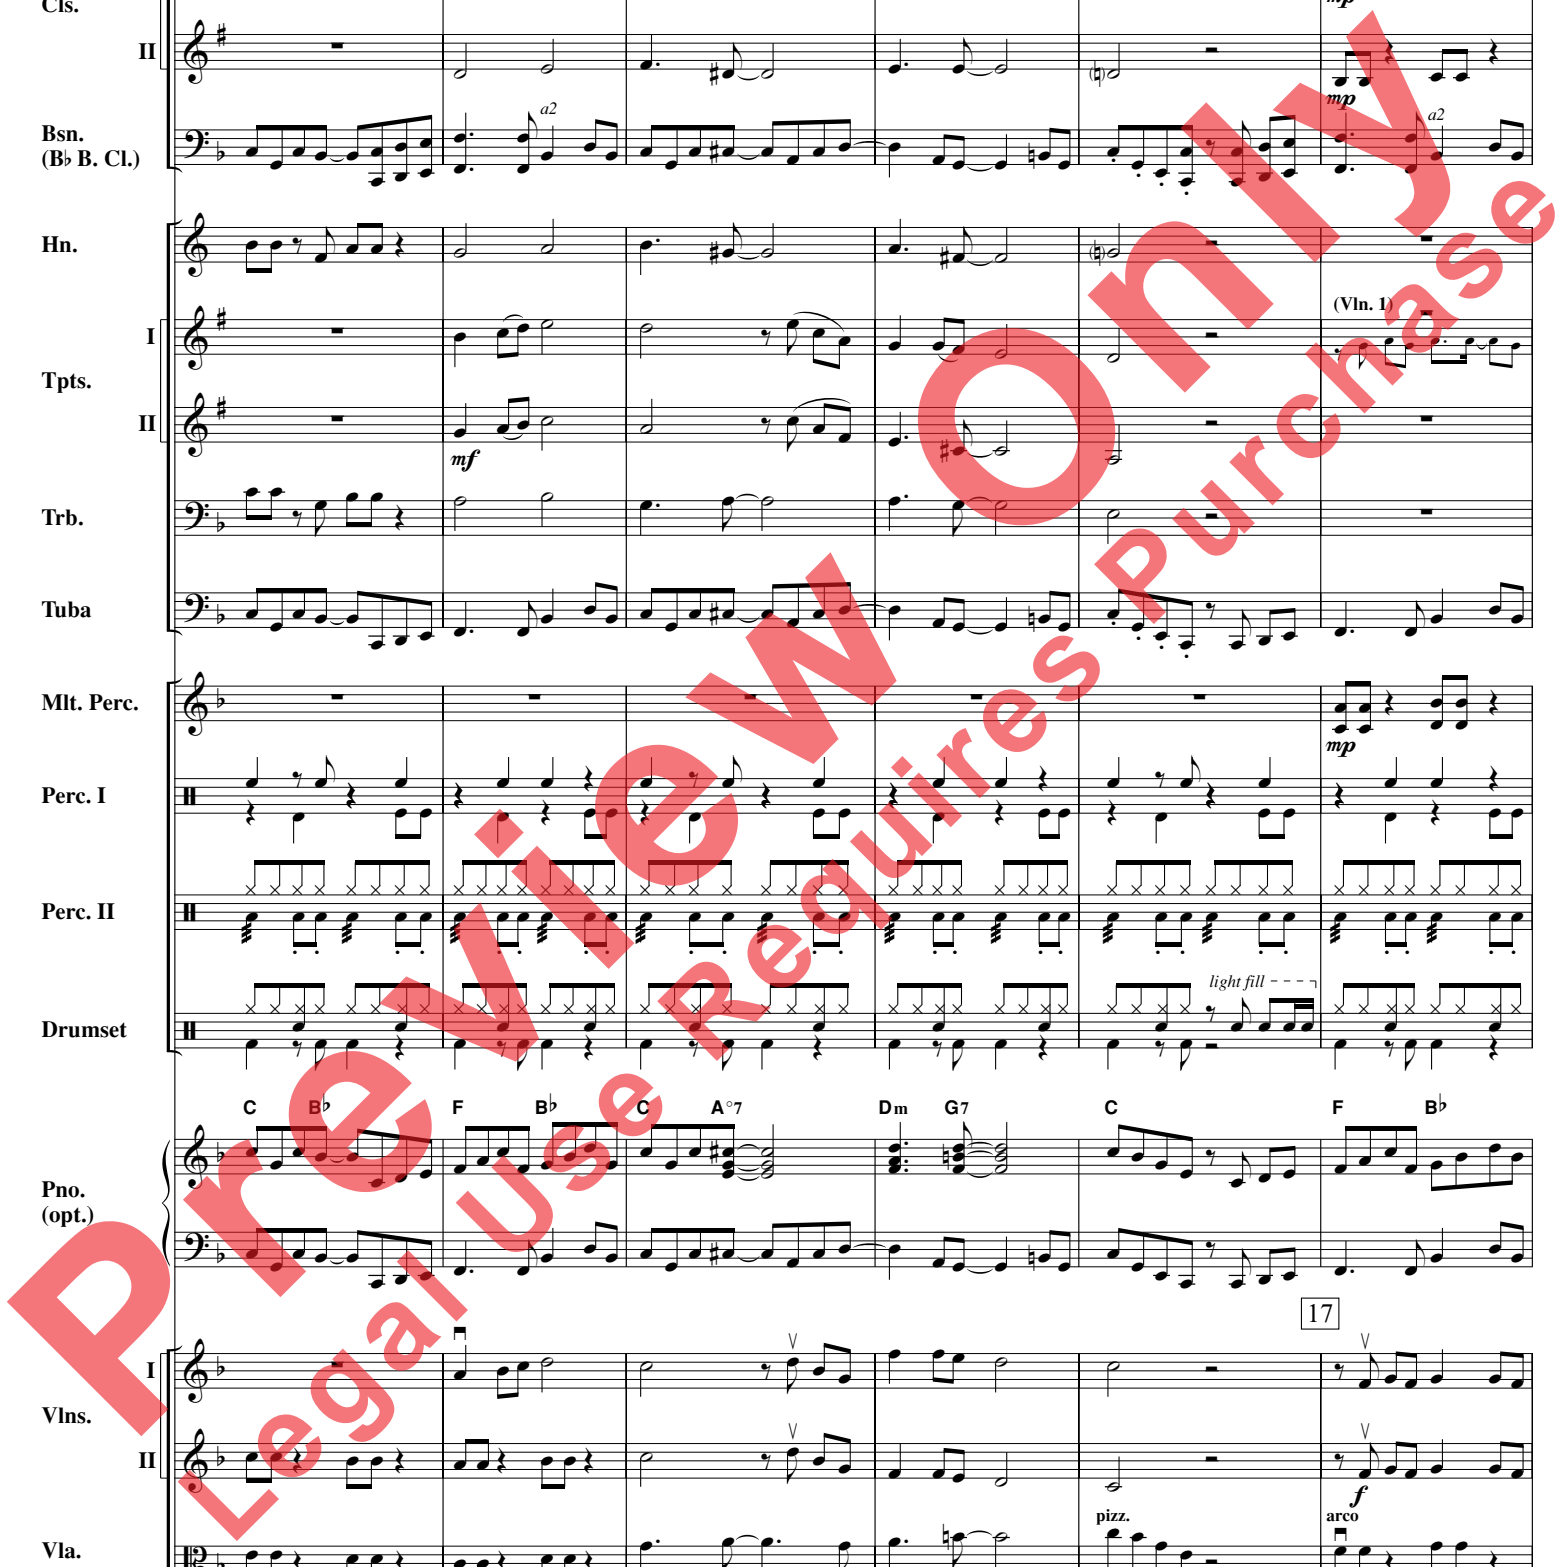 Cls.
mp
II
mp
Bsn.
(B♭ B. Cl.)
a2
a2
Hn.
(Vln. 1)
I
Tpts.
II
mf
Trb.
Tuba
Mlt. Perc.
mp
Perc. I
Perc. II
light fill
Drumset
C B♭ F B♭ C A°7 Dm G7 C F B♭
Pno.
(opt.)
17
I
Vlns.
II
f
pizz. arco
Vla.
Preview Only
Legal Use Requires Purchase